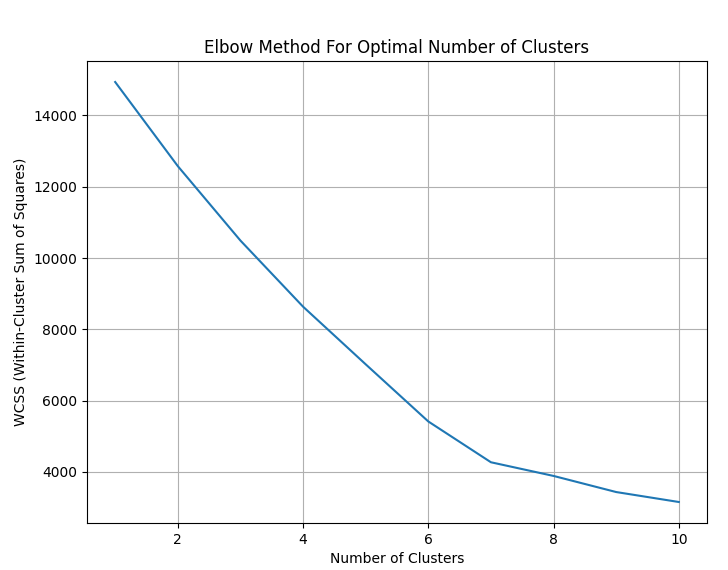 Elbow Method For Optimal Number of Clusters
14000
12000
10000
8000
6000
4000
WCSS (Within-Cluster Sum of Squares)
2 4 6 8 10
Number of Clusters